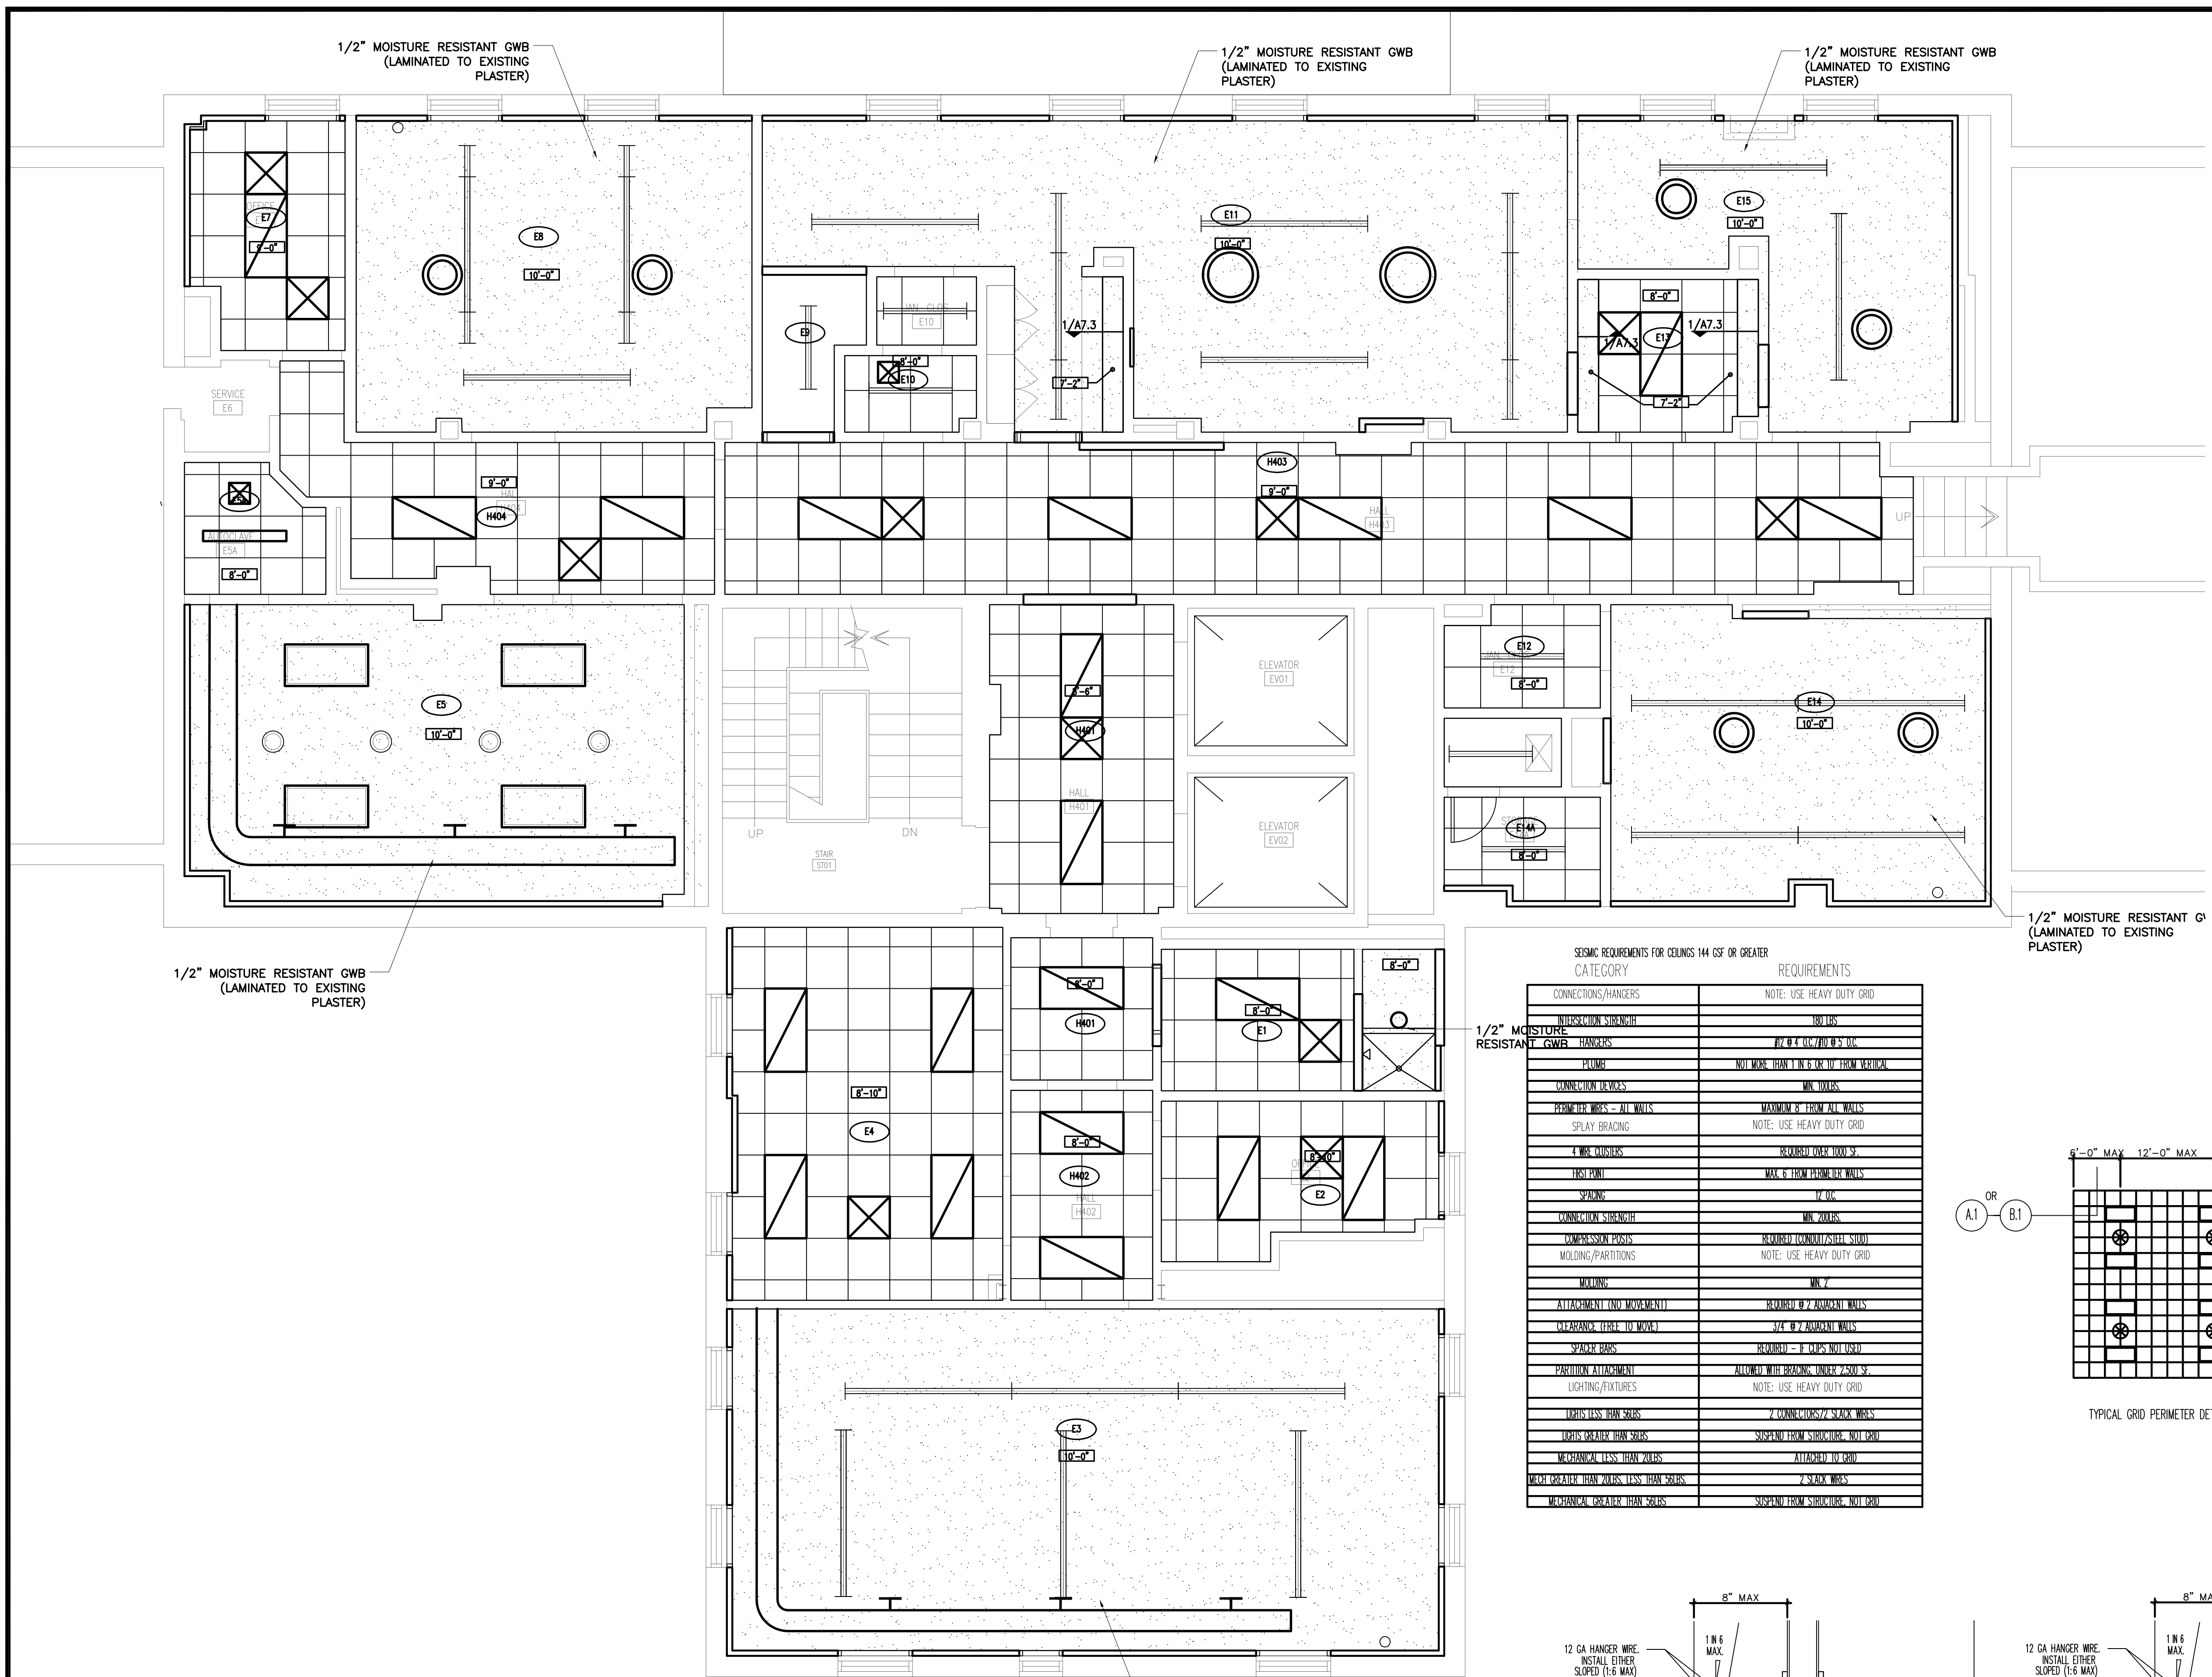 1/2" MOISTURE RESISTANT GWB
(LAMINATED TO EXISTING
PLASTER)
1/2" MOISTURE RESISTANT GWB
(LAMINATED TO EXISTING
PLASTER)
1/2" MOISTURE RESISTANT GWB
(LAMINATED TO EXISTING
PLASTER)
OFFICE
E7
9'-0"
E8
10'-0"
E11
10'-0"
E15
10'-0"
E9
JAN. CLOS.
E10
8'-0"
E10
1/A7.3
7'-2"
8'-0"
E13
1/A7.3
1/A7.3
7'-2"
SERVICE
E6
9'-0"
HALL
H404
H404
H403
9'-0"
HALL
H403
UP
E5A
AUTOCLAVE
E5A
8'-0"
E5
10'-0"
UP
DN
STAIR
ST01
8'-6"
H401
HALL
H401
ELEVATOR
EV01
ELEVATOR
EV02
E12
JAN. CLOS.
E12
8'-0"
E14
10'-0"
E14A
8'-0"
1/2" MOISTURE RESISTANT
(LAMINATED TO EXISTING
PLASTER)
1/2" MOISTURE RESISTANT GWB
(LAMINATED TO EXISTING
PLASTER)
8'-0"
H401
8'-0"
E1
8'-0"
1/2" MOISTURE
RESISTANT GWB
8'-10"
E4
8'-0"
H402
HALL
H402
8'-10"
E2
E3
10'-0"
SEISMIC REQUIREMENTS FOR CEILINGS 144 GSF OR GREATER
CATEGORY REQUIREMENTS
CONNECTIONS/HANGERS NOTE: USE HEAVY DUTY GRID
INTERSECTION STRENGTH 180 LBS
HANGERS #12 @ 4' O.C./#10 @ 5' O.C.
PLUMB NOT MORE THAN 1 IN 6 OR 10° FROM VERTICAL
CONNECTION DEVICES MIN. 100LBS.
PERIMETER WIRES - ALL WALLS MAXIMUM 8" FROM ALL WALLS
SPLAY BRACING NOTE: USE HEAVY DUTY GRID
4 WIRE CLUSTERS REQUIRED OVER 1000 SF.
FIRST POINT MAX. 6' FROM PERIMETER WALLS
SPACING 12' O.C.
CONNECTION STRENGTH MIN. 200LBS.
COMPRESSION POSTS REQUIRED (CONDUIT/STEEL STUD)
MOLDING/PARTITIONS NOTE: USE HEAVY DUTY GRID
MOLDING MIN. 2"
ATTACHMENT (NO MOVEMENT) REQUIRED @ 2 ADJACENT WALLS
CLEARANCE (FREE TO MOVE) 3/4" @ 2 ADJACENT WALLS
SPACER BARS REQUIRED - IF CLIPS NOT USED
PARTITION ATTACHMENT ALLOWED WITH BRACING, UNDER 2,500 SF.
LIGHTING/FIXTURES NOTE: USE HEAVY DUTY GRID
LIGHTS LESS THAN 56LBS 2 CONNECTORS/2 SLACK WIRES
LIGHTS GREATER THAN 56LBS SUSPEND FROM STRUCTURE, NOT GRID
MECHANICAL LESS THAN 20LBS ATTACHED TO GRID
MECH GREATER THAN 20LBS, LESS THAN 56LBS. 2 SLACK WIRES
MECHANICAL GREATER THAN 56LBS SUSPEND FROM STRUCTURE, NOT GRID
6'-0" MAX 12'-0" MAX
OR
A.1 B.1
TYPICAL GRID PERIMETER
8" MAX
1 IN 6
MAX.
12 GA HANGER WIRE.
INSTALL EITHER
SLOPED (1:6 MAX)
8"
1 IN 6
MAX.
12 GA HANGER WIRE.
INSTALL EITHER
SLOPED (1:6 MAX)